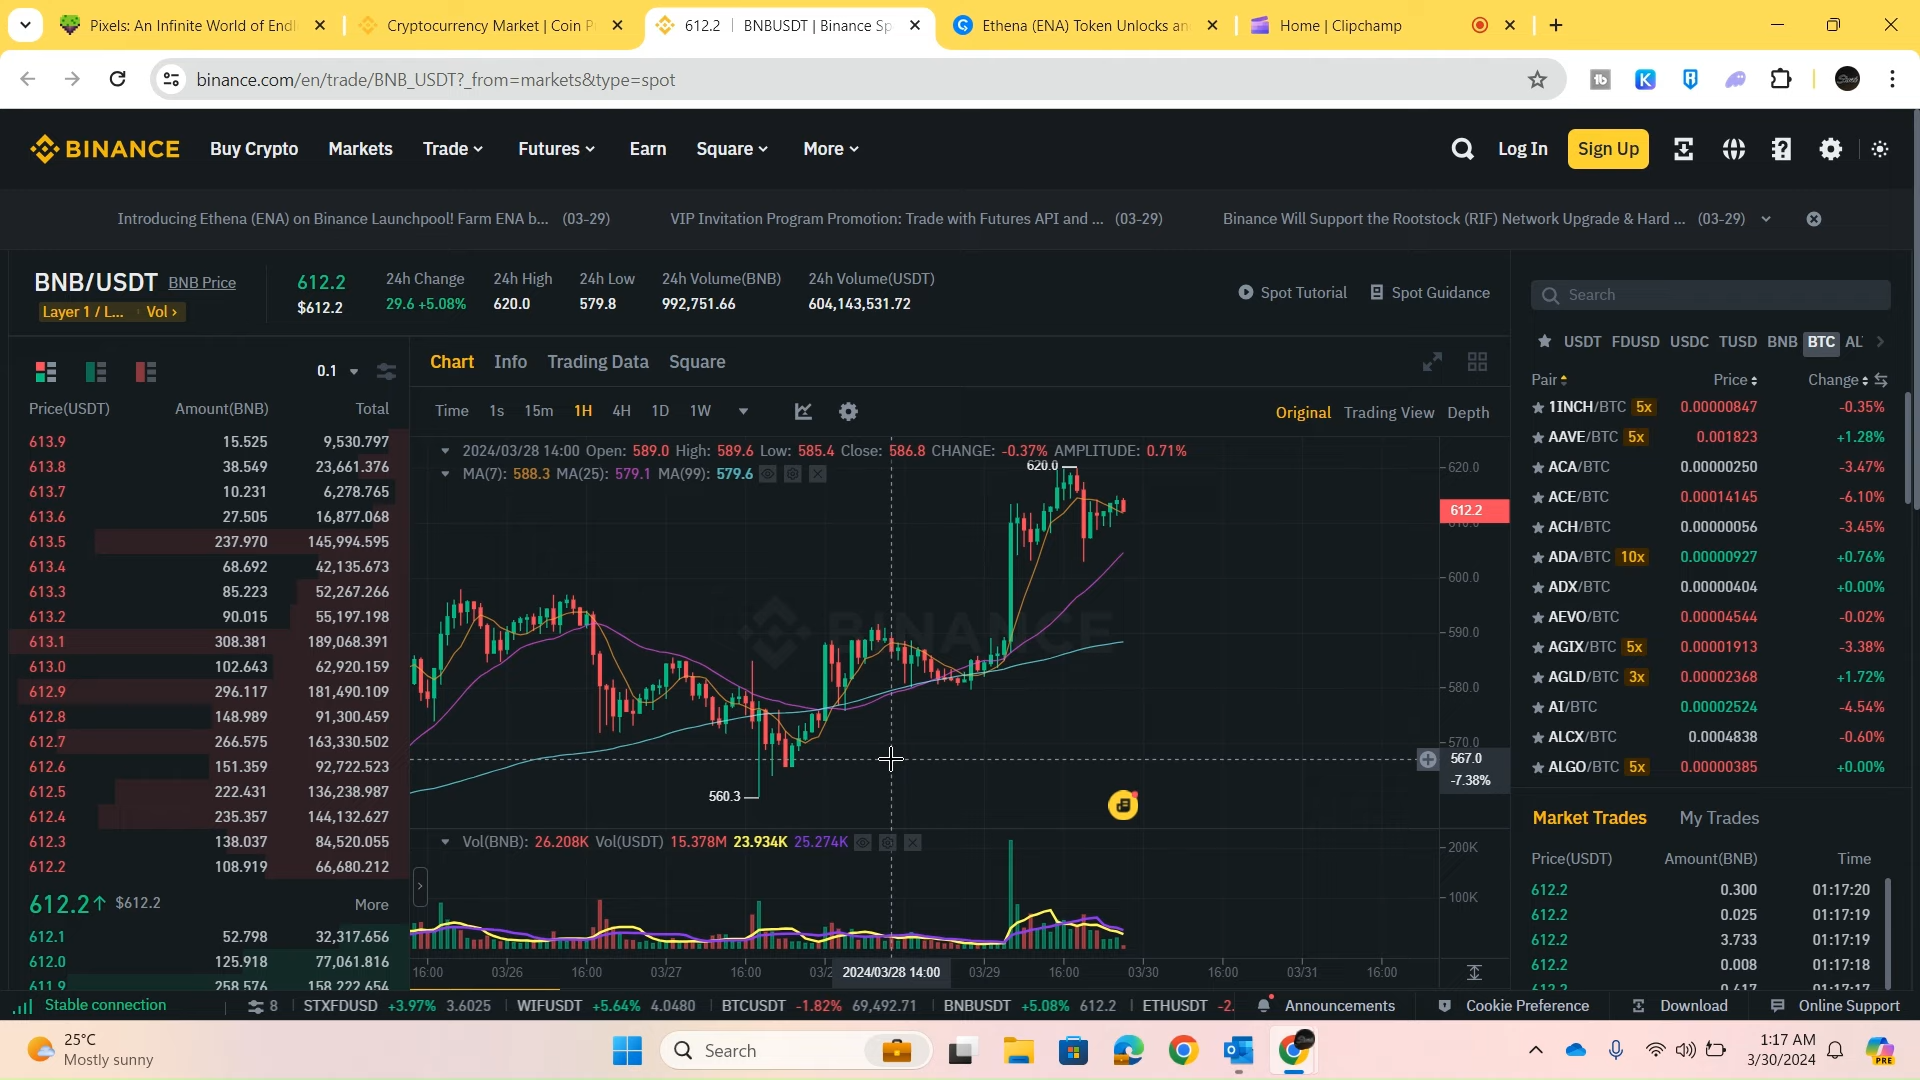 Pixels: An Infinite World of Endl
Cryptocurrency Market | Coin P
612.2 | BNBUSDT | Binance Sp
Ethena (ENA) Token Unlocks an
Home | Clipchamp
binance.com/en/trade/BNB_USDT?_from=markets&type=spot
BINANCE Buy Crypto Markets Trade Futures Earn Square More Log In Sign Up
Introducing Ethena (ENA) on Binance Launchpool! Farm ENA b... (03-29) VIP Invitation Program Promotion: Trade with Futures API and ... (03-29) Binance Will Support the Rootstock (RIF) Network Upgrade & Hard ... (03-29)
BNB/USDT BNB Price
Layer 1 / L... Vol ›
612.2
$612.2
24h Change
29.6 +5.08%
24h High
620.0
24h Low
579.8
24h Volume(BNB)
992,751.66
24h Volume(USDT)
604,143,531.72
Spot Tutorial Spot Guidance
0.1
Price(USDT) Amount(BNB) Total
613.9 15.525 9,530.797
613.8 38.549 23,661.376
613.7 10.231 6,278.765
613.6 27.505 16,877.068
613.5 237.970 145,994.595
613.4 68.692 42,135.673
613.3 85.223 52,267.266
613.2 90.015 55,197.198
613.1 308.381 189,068.391
613.0 102.643 62,920.159
612.9 296.117 181,490.109
612.8 148.989 91,300.459
612.7 266.575 163,330.502
612.6 151.359 92,722.523
612.5 222.431 136,238.987
612.4 235.357 144,132.627
612.3 138.037 84,520.055
612.2 108.919 66,680.212
612.2↑ $612.2 More
612.1 52.798 32,317.656
612.0 125.918 77,061.816
611.9 258.576 158,222.654
Chart Info Trading Data Square
Time 1s 15m 1H 4H 1D 1W
Original Trading View Depth
2024/03/28 14:00 Open: 589.0 High: 589.6 Low: 585.4 Close: 586.8 CHANGE: -0.37% AMPLITUDE: 0.71%
MA(7): 588.3 MA(25): 579.1 MA(99): 579.6
620.0
560.3
BINANCE
620.0
612.2
610.0
600.0
590.0
580.0
570.0
567.0
-7.38%
Vol(BNB): 26.208K Vol(USDT) 15.378M 23.934K 25.274K
200K
100K
16:00 03/26 16:00 03/27 16:00 03/2 2024/03/28 14:00 03/29 16:00 03/30 16:00 03/31 16:00
Search
USDT FDUSD USDC TUSD BNB BTC AL
Pair Price Change
1INCH/BTC 5x 0.00000847 -0.35%
AAVE/BTC 5x 0.001823 +1.28%
ACA/BTC 0.00000250 -3.47%
ACE/BTC 0.00014145 -6.10%
ACH/BTC 0.00000056 -3.45%
ADA/BTC 10x 0.00000927 +0.76%
ADX/BTC 0.00000404 +0.00%
AEVO/BTC 0.00004544 -0.02%
AGIX/BTC 5x 0.00001913 -3.38%
AGLD/BTC 3x 0.00002368 +1.72%
AI/BTC 0.00002524 -4.54%
ALCX/BTC 0.0004838 -0.60%
ALGO/BTC 5x 0.00000385 +0.00%
Market Trades My Trades
Price(USDT) Amount(BNB) Time
612.2 0.300 01:17:20
612.2 0.025 01:17:19
612.2 3.733 01:17:19
612.2 0.008 01:17:18
612.2 0.417 01:17:17
Stable connection 8 STXFDUSD +3.97% 3.6025 WIFUSDT +5.64% 4.0480 BTCUSDT -1.82% 69,492.71 BNBUSDT +5.08% 612.2 ETHUSDT -2. Announcements Cookie Preference Download Online Support
25°C
Mostly sunny
Search
PRE
1:17 AM
3/30/2024